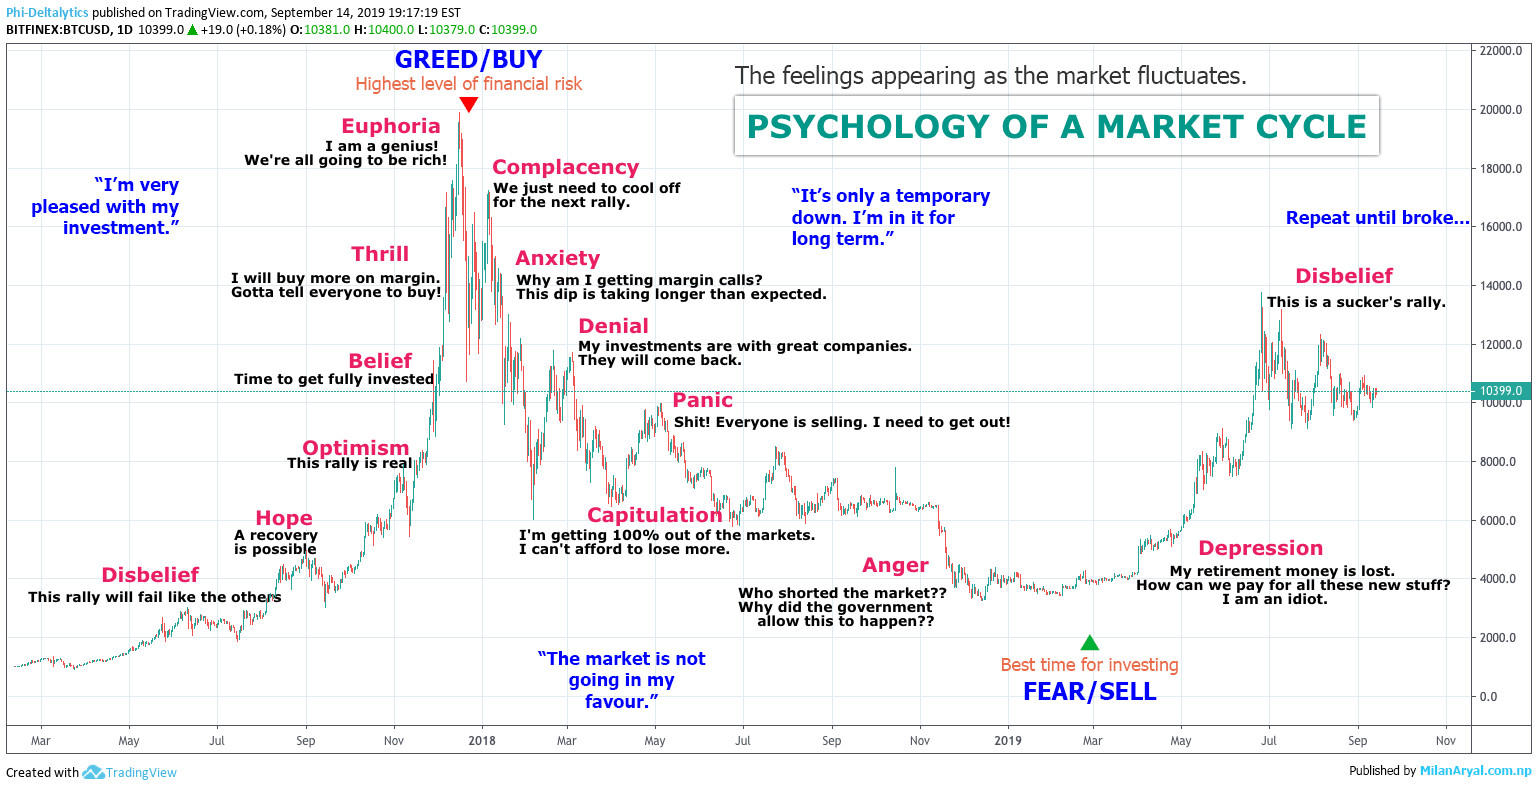 Phi-Deltalytics published on TradingView.com, September 14, 2019 19:17:19 EST
BITFINEX:BTCUSD, 1D 10399.0 ▲ +19.0 (+0.18%) O:10381.0 H:10400.0 L:10379.0 C:10399.0
GREED/BUY
Highest level of financial risk
The feelings appearing as the market fluctuates.
PSYCHOLOGY OF A MARKET CYCLE
Euphoria
I am a genius!
We're all going to be rich!
Complacency
We just need to cool off
for the next rally.
“I’m very
pleased with my
investment.”
“It’s only a temporary
down. I’m in it for
long term.”
Repeat until broke...
Thrill
I will buy more on margin.
Gotta tell everyone to buy!
Anxiety
Why am I getting margin calls?
This dip is taking longer than expected.
Disbelief
This is a sucker's rally.
Denial
My investments are with great companies.
They will come back.
Belief
Time to get fully invested
Panic
Shit! Everyone is selling. I need to get out!
Optimism
This rally is real
Hope
A recovery
is possible
Capitulation
I'm getting 100% out of the markets.
I can't afford to lose more.
Disbelief
This rally will fail like the others
Anger
Who shorted the market??
Why did the government
allow this to happen??
Depression
My retirement money is lost.
How can we pay for all these new stuff?
I am an idiot.
“The market is not
going in my
favour.”
Best time for investing
FEAR/SELL
22000.0
20000.0
18000.0
16000.0
14000.0
12000.0
10399.0
10000.0
8000.0
6000.0
4000.0
2000.0
0.0
Mar May Jul Sep Nov 2018 Mar May Jul Sep Nov 2019 Mar May Jul Sep Nov
Created with TradingView
Published by MilanAryal.com.np